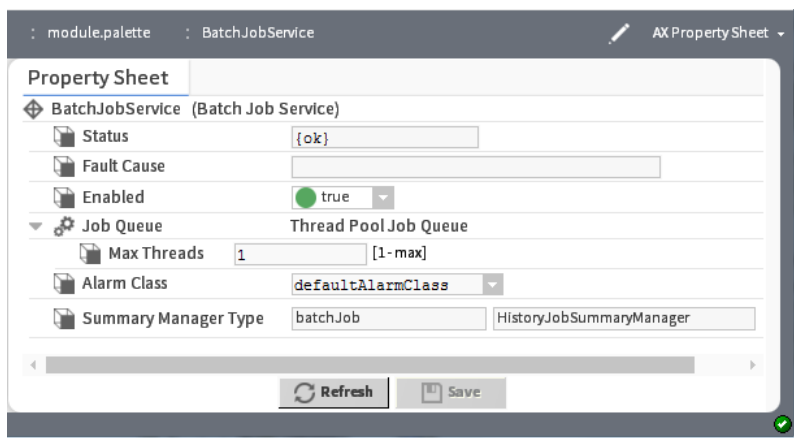 : module.palette : BatchJobService AX Property Sheet
Property Sheet
BatchJobService (Batch Job Service)
Status {ok}
Fault Cause
Enabled true
Job Queue Thread Pool Job Queue
Max Threads 1 [1-max]
Alarm Class defaultAlarmClass
Summary Manager Type batchJob HistoryJobSummaryManager
Refresh Save